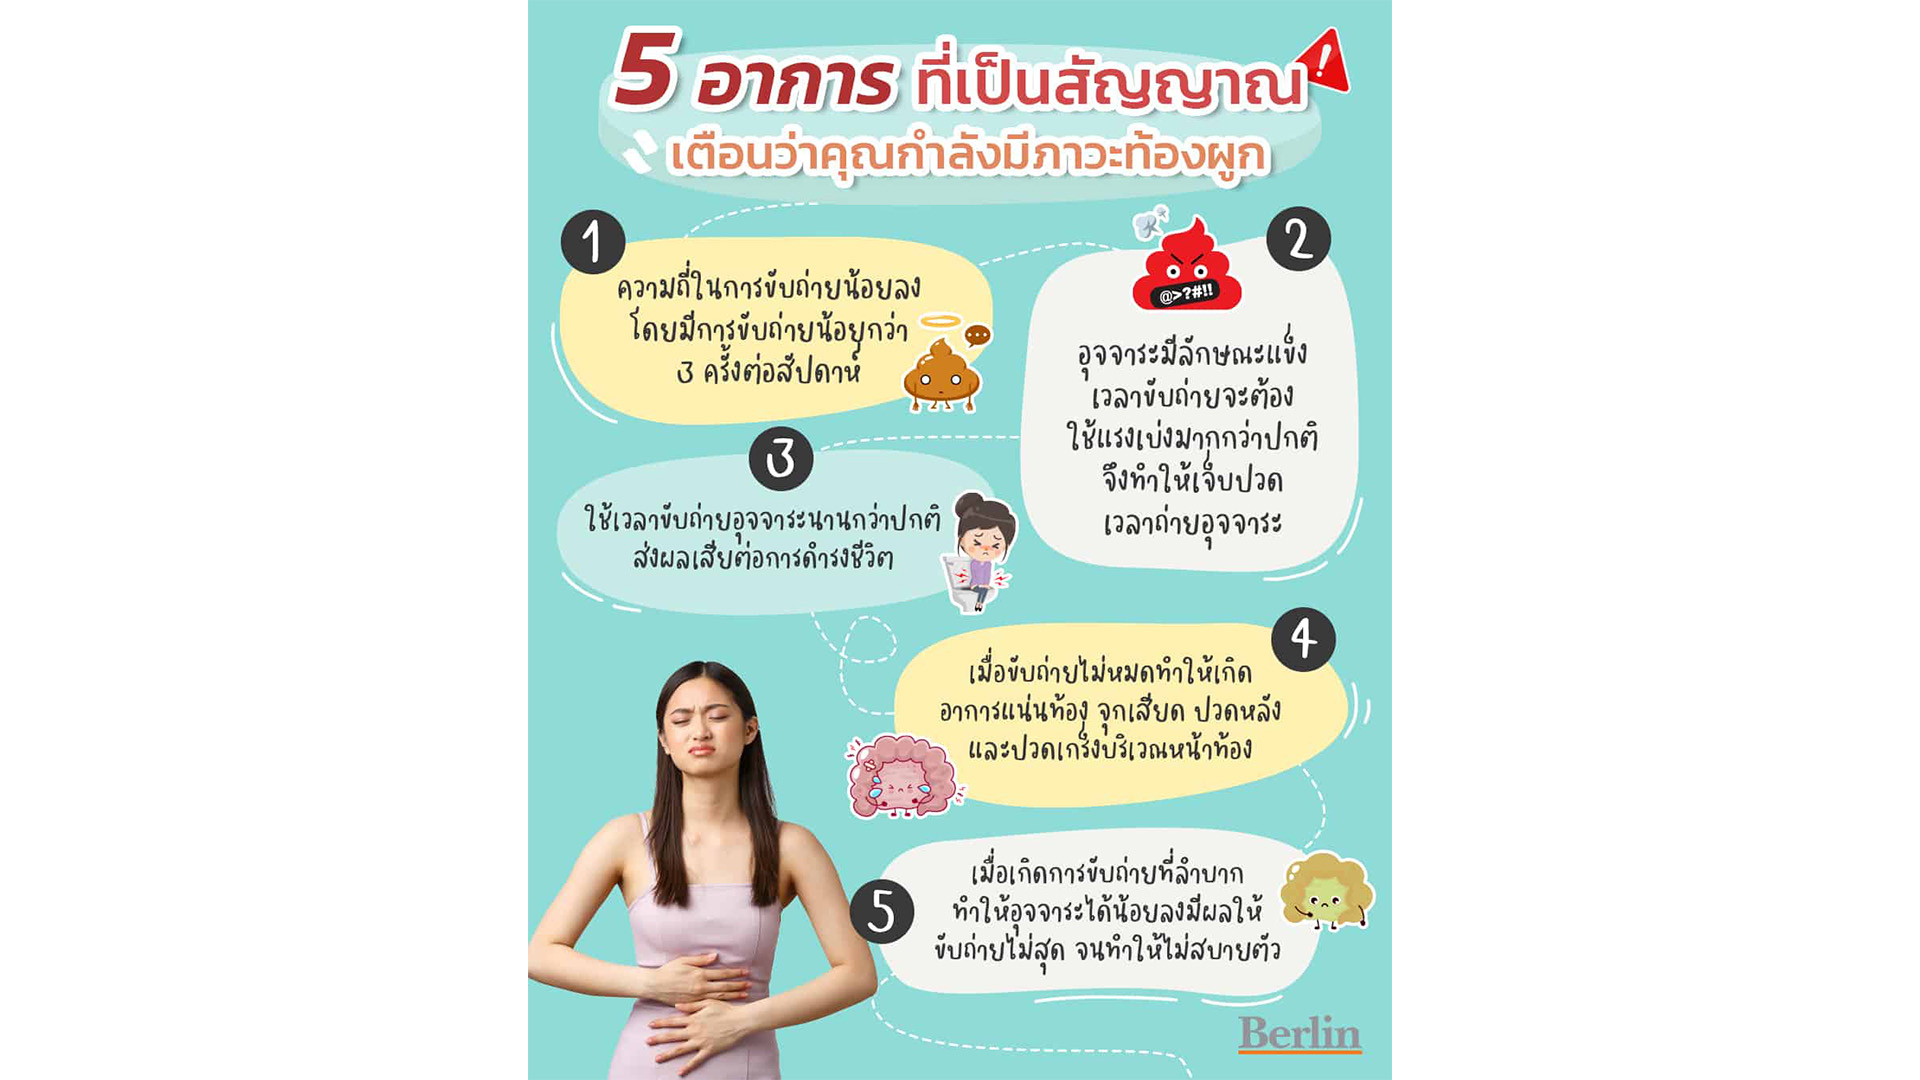 5 อาการ ที่เป็นสัญญาณ
เตือนว่าคุณกำลังมีภาวะท้องผูก
1
ความถี่ในการขับถ่ายน้อยลง
โดยมีการขับถ่ายน้อยกว่า
3 ครั้งต่อสัปดาห์
2
@>?#!!
อุจจาระมีลักษณะแข็ง
เวลาขับถ่ายจะต้อง
ใช้แรงเบ่งมากกว่าปกติ
จึงทำให้เจ็บปวด
เวลาถ่ายอุจจาระ
3
ใช้เวลาขับถ่ายอุจจาระนานกว่าปกติ
ส่งผลเสียต่อการดำรงชีวิต
4
เมื่อขับถ่ายไม่หมดทำให้เกิด
อาการแน่นท้อง จุกเสียด ปวดหลัง
และปวดเกร็งบริเวณหน้าท้อง
5
เมื่อเกิดการขับถ่ายที่ลำบาก
ทำให้อุจจาระได้น้อยลงมีผลให้
ขับถ่ายไม่สุด จนทำให้ไม่สบายตัว
Berlin